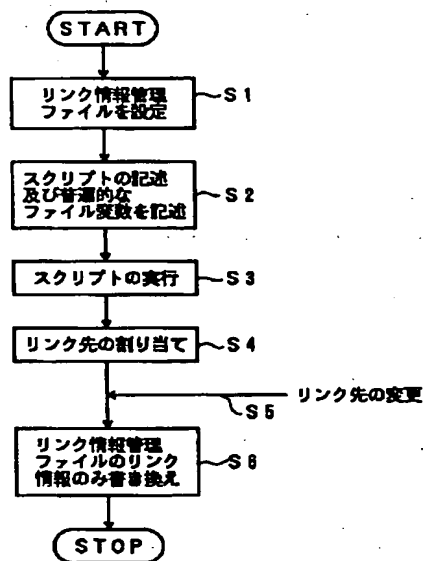 START
リンク情報管理
ファイルを設定
S1
スクリプトの記述
及び普遍的な
ファイル変数を記述
S2
スクリプトの実行
S3
リンク先の割り当て
S4
リンク先の変更
S5
リンク情報管理
ファイルのリンク
情報のみ書き換え
S6
STOP